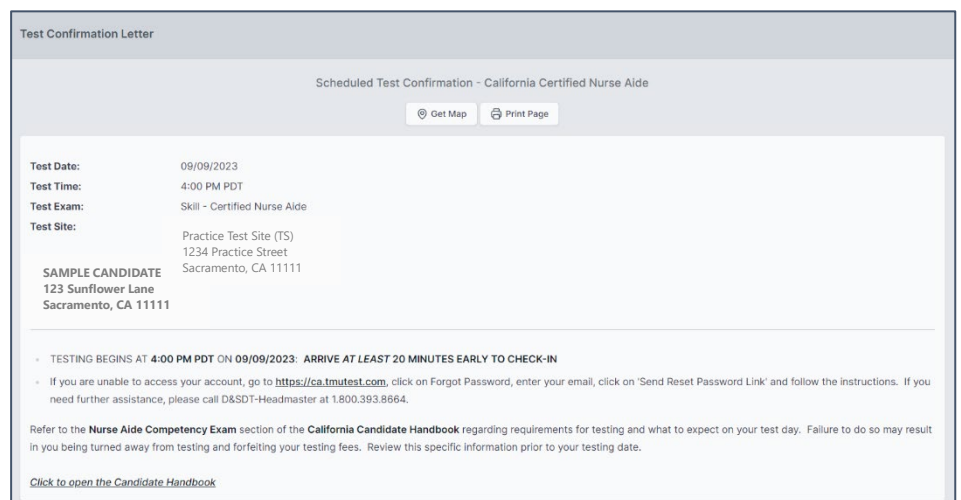 Test Confirmation Letter
Scheduled Test Confirmation - California Certified Nurse Aide
Get Map Print Page
Test Date: 09/09/2023
Test Time: 4:00 PM PDT
Test Exam: Skill - Certified Nurse Aide
Test Site:
Practice Test Site (TS)
1234 Practice Street
Sacramento, CA 11111
SAMPLE CANDIDATE
123 Sunflower Lane
Sacramento, CA 11111
◦ TESTING BEGINS AT 4:00 PM PDT ON 09/09/2023: ARRIVE AT LEAST 20 MINUTES EARLY TO CHECK-IN
◦ If you are unable to access your account, go to https://ca.tmutest.com, click on Forgot Password, enter your email, click on 'Send Reset Password Link' and follow the instructions. If you
need further assistance, please call D&SDT-Headmaster at 1.800.393.8664.
Refer to the Nurse Aide Competency Exam section of the California Candidate Handbook regarding requirements for testing and what to expect on your test day. Failure to do so may result
in you being turned away from testing and forfeiting your testing fees. Review this specific information prior to your testing date.
Click to open the Candidate Handbook